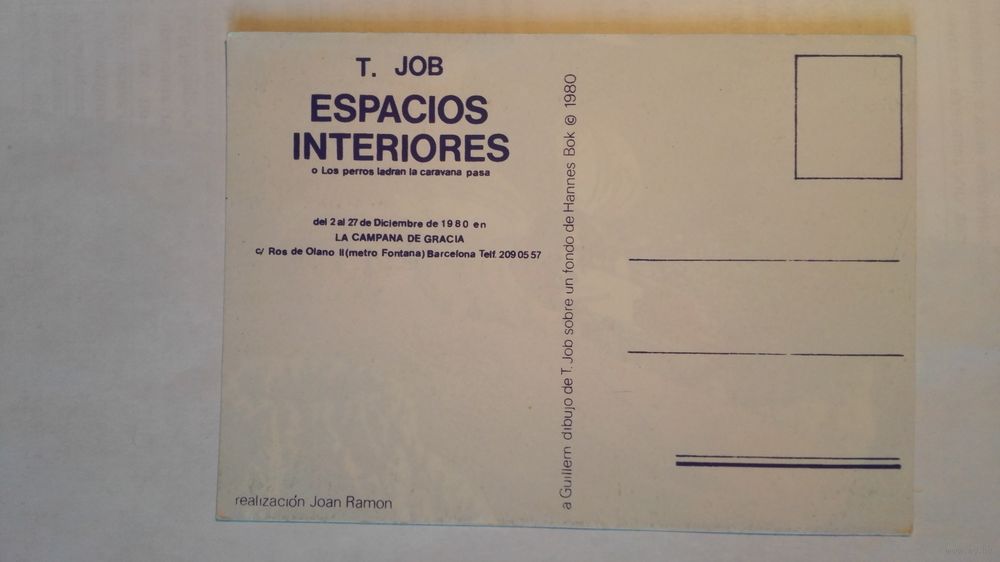 T. JOB
ESPACIOS
INTERIORES
o Los perros ladran la caravana pasa
del 2 al 27 de Diciembre de 1980 en
LA CAMPANA DE GRACIA
c/ Ros de Olano II (metro Fontana) Barcelona Telf. 209 05 57
realización Joan Ramon
a Guillem dibujo de T. Job sobre un fondo de Hannes Bok © 1980